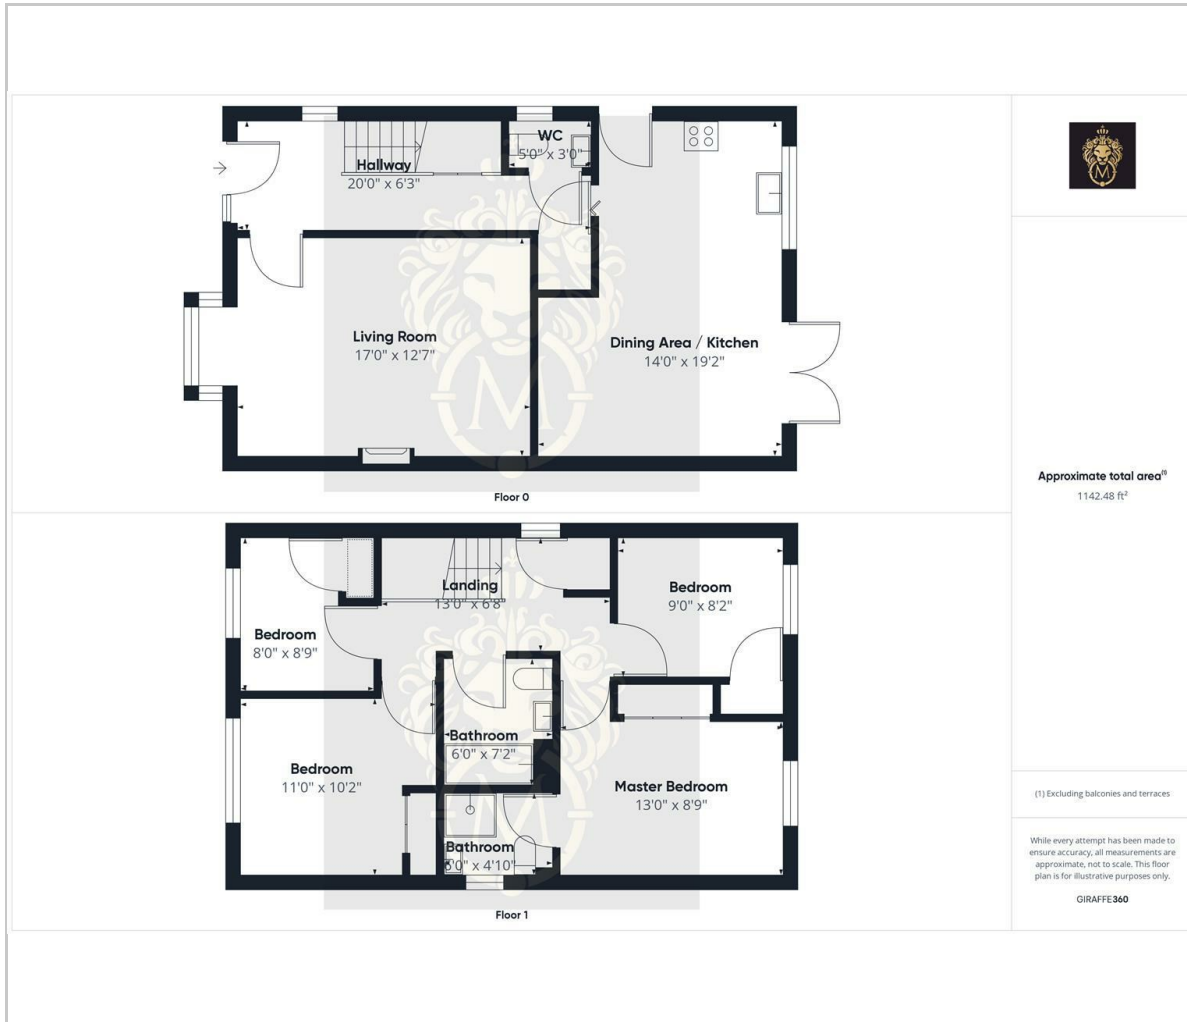 WC
5'0" x 3'0"
Hallway
20'0" x 6'3"
Living Room
17'0" x 12'7"
Dining Area / Kitchen
14'0" x 19'2"
Floor 0
Landing
13'0" x 6'8"
Bedroom
9'0" x 8'2"
Bedroom
8'0" x 8'9"
Bathroom
6'0" x 7'2"
Bedroom
11'0" x 10'2"
Master Bedroom
13'0" x 8'9"
Bathroom
4'10"
Floor 1
M
M
M
Approximate total area(1)
1142.48 ft²
(1) Excluding balconies and terraces
While every attempt has been made to
ensure accuracy, all measurements are
approximate, not to scale. This floor
plan is for illustrative purposes only.
GIRAFFE360